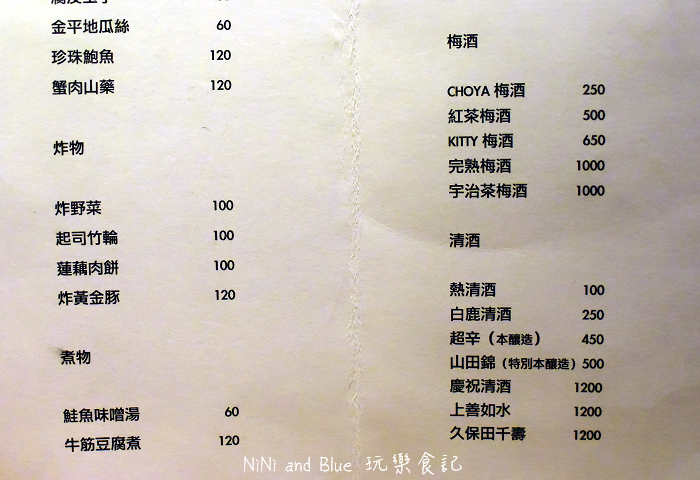 金平地瓜絲 60
珍珠鮑魚 120
蟹肉山藥 120
炸物
炸野菜 100
起司竹輪 100
蓮藕肉餅 100
炸黃金豚 120
煮物
鮭魚味噌湯 60
牛筋豆腐煮 120
梅酒
CHOYA 梅酒 250
紅茶梅酒 500
KITTY 梅酒 650
完熟梅酒 1000
宇治茶梅酒 1000
清酒
熱清酒 100
白鹿清酒 250
超辛（本釀造） 450
山田錦（特別本釀造）500
慶祝清酒 1200
上善如水 1200
久保田千壽 1200
NiNi and Blue 玩樂食記